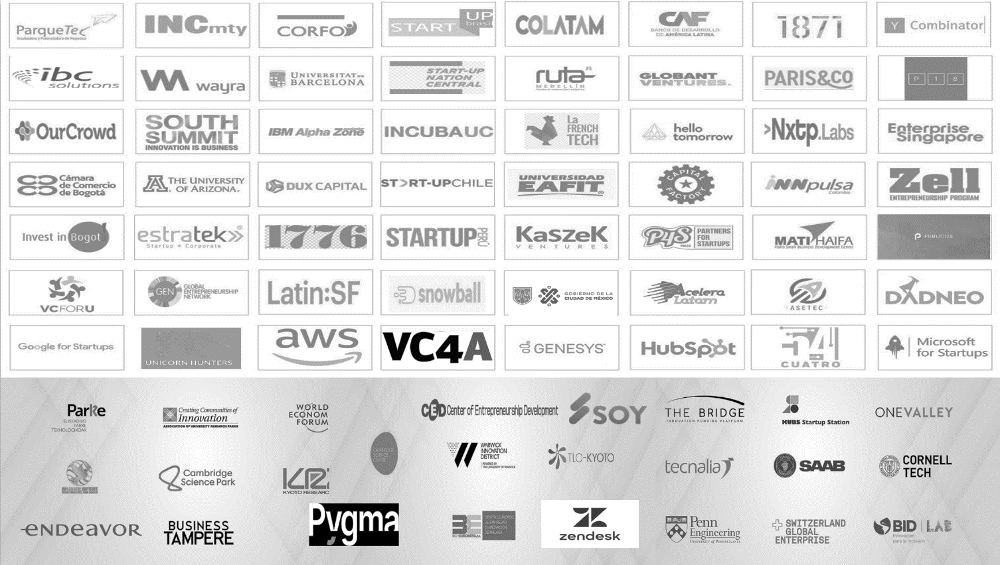 ParqueTec
Incubadora y Potenciadora de Negocios
INCmty
CORFO
START
UP
brasil
COLATAM
CAF
BANCO DE DESARROLLO
DE AMÉRICA LATINA
1871
Y Combinator
ibc
solutions
WA wayra
UNIVERSITAT DE
BARCELONA
START-UP
NATION
CENTRAL
ruta n
MEDELLÍN
GLOBANT
VENTURES.
PARIS&CO
P 1 8
OurCrowd
SOUTH
SUMMIT
INNOVATION IS BUSINESS
IBM Alpha Zone
INCUBAUC
La
FRENCH
TECH
hello
tomorrow
>Nxtp.Labs
Enterprise
Singapore
Cámara
de Comercio
de Bogotá
A
THE UNIVERSITY
OF ARIZONA.
DUX CAPITAL
ST>RT-UPCHILE
UNIVERSIDAD
EAFIT®
CAPITAL
FACTORY
iNNpulsa
Colombia
Zell
ENTREPRENEURSHIP PROGRAM
Invest in Bogot
estratek»®
Startup + Corporate
1776
STARTUP PERÚ
KaszeK
VENTURES
P4S
PARTNERS
FOR
STARTUPS
MATI HAIFA
Haifa Small Business Development Center
PUBLICIZE
VCFORU
GEN
GLOBAL
ENTREPRENEURSHIP
NETWORK
Latin:SF
snowball
GOBIERNO DE LA
CIUDAD DE MÉXICO
Acelera
Latam
·ASETEC·
DADNEO
Google for Startups
UNICORN HUNTERS
aws
VC4A
GENESYS™
HubSpot
4
CUATRO
Microsoft
for Startups
Parke
EUSKADIKO
PARKE
TEKNOLOGIKOAK
Creating Communities of
Innovation
ASSOCIATION OF UNIVERSITY RESEARCH PARKS
WORLD
ECONOM
FORUM
CED Center of Entrepreneurship Development
SOY
THE BRIDGE
INNOVATION FUNDING PLATFORM
KUBS Startup Station
ONEVALLEY
CAMBRIDGE
SCIENCE
CENTRE
WARWICK
INNOVATION
DISTRICT
POWERED BY
THE UNIVERSITY OF WARWICK
TLO-KYOTO
tecnalia
SAAB
CORNELL
TECH
DIPLOMATIC INSTITUTE
Cambridge
Science Park
KRP
KYOTO RESEARC
endeavor
BUSINESS
TAMPERE
Pygma
BIC
BIC EURONOVA, S.A.
CENTRO EUROPEO
DE EMPRESAS
E INNOVACIÓN
DE MÁLAGA
zendesk
Penn
Engineering
UNIVERSITY of PENNSYLVANIA
SWITZERLAND
GLOBAL
ENTERPRISE
BID | LAB
Innovación
para la Inclusión